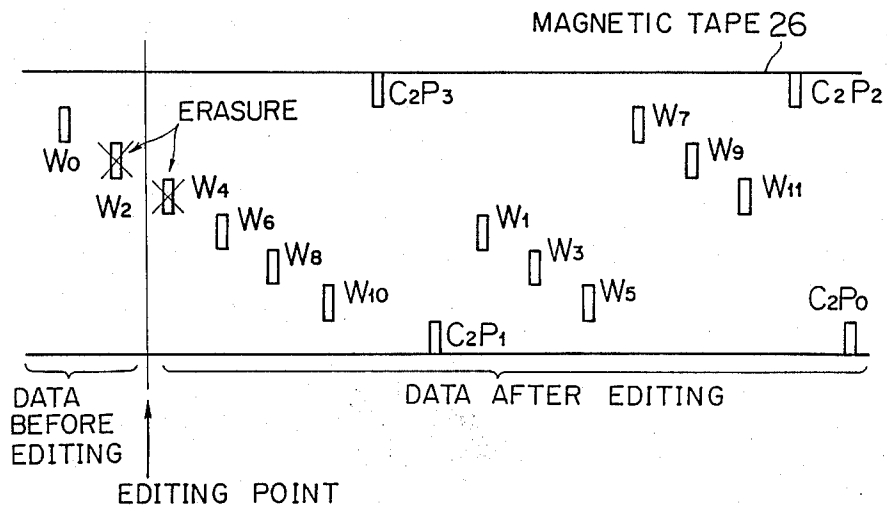 MAGNETIC TAPE 26
C2P3
C2P2
ERASURE
W0
W2
W4
W6
W8
W10
C2P1
W1
W3
W5
W7
W9
W11
C2P0
DATA
BEFORE
EDITING
DATA AFTER EDITING
EDITING POINT